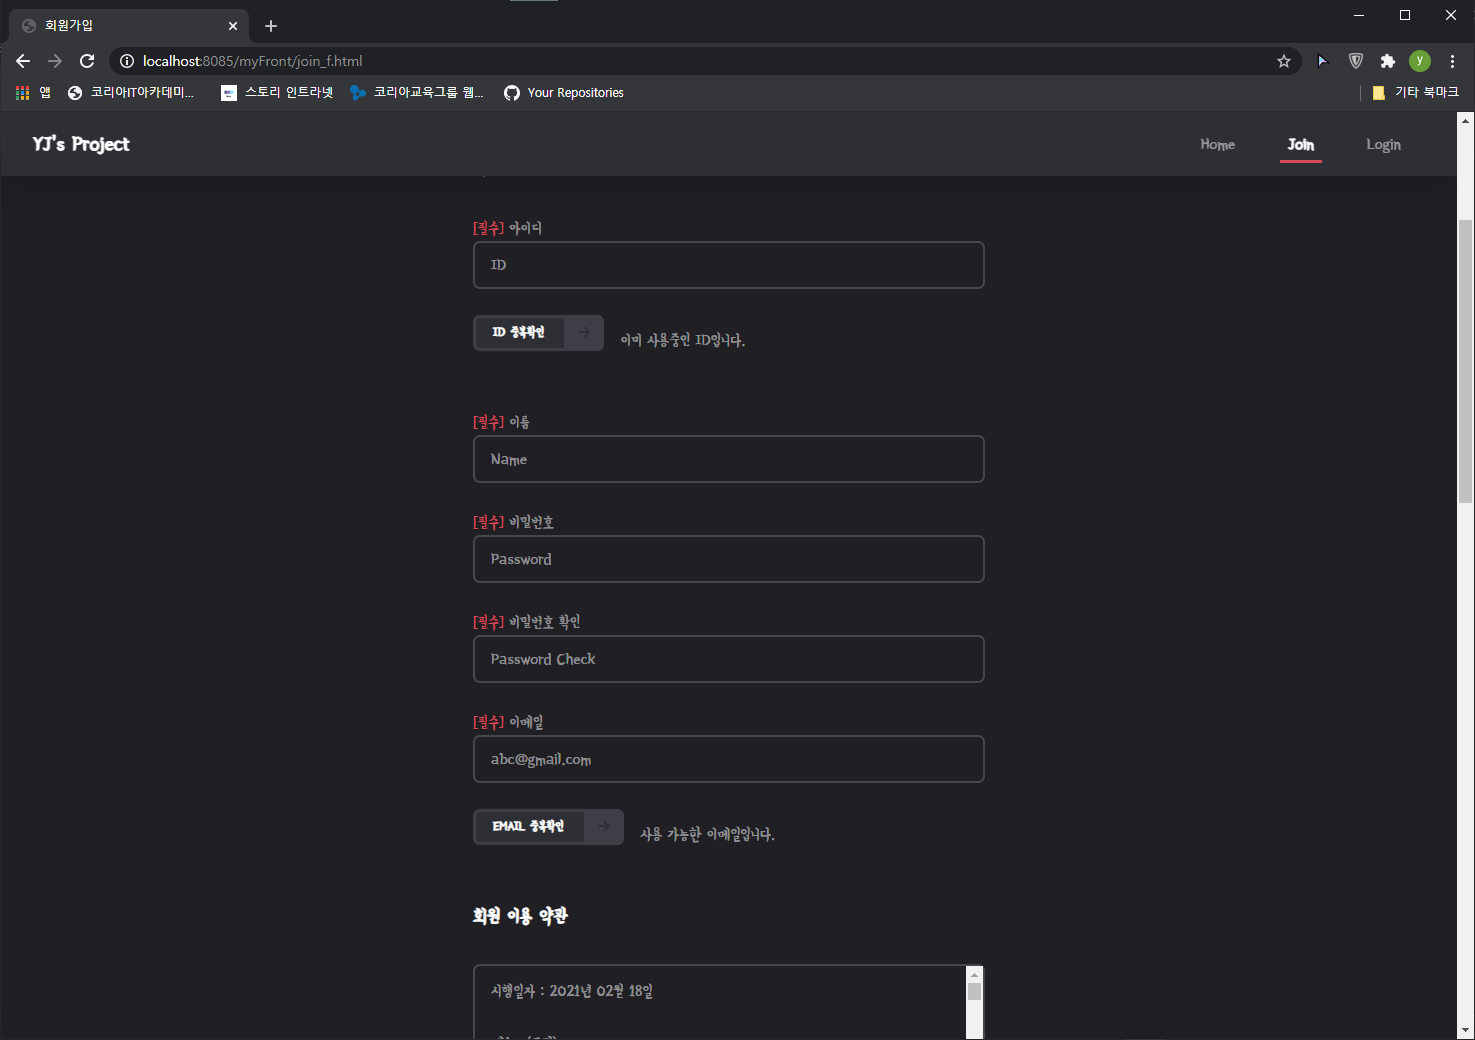 회원가입
localhost:8085/myFront/join_f.html
y
앱 코리아IT아카데미... 스토리 인트라넷 코리아교육그룹 웹... Your Repositories 기타 북마크
YJ's Project Home Join Login
[필수] 아이디
ID
ID 중복확인 이미 사용중인 ID입니다.
[필수] 이름
Name
[필수] 비밀번호
Password
[필수] 비밀번호 확인
Password Check
[필수] 이메일
abc@gmail.com
EMAIL 중복확인 사용 가능한 이메일입니다.
회원 이용 약관
시행일자 : 2021년 02월 18일